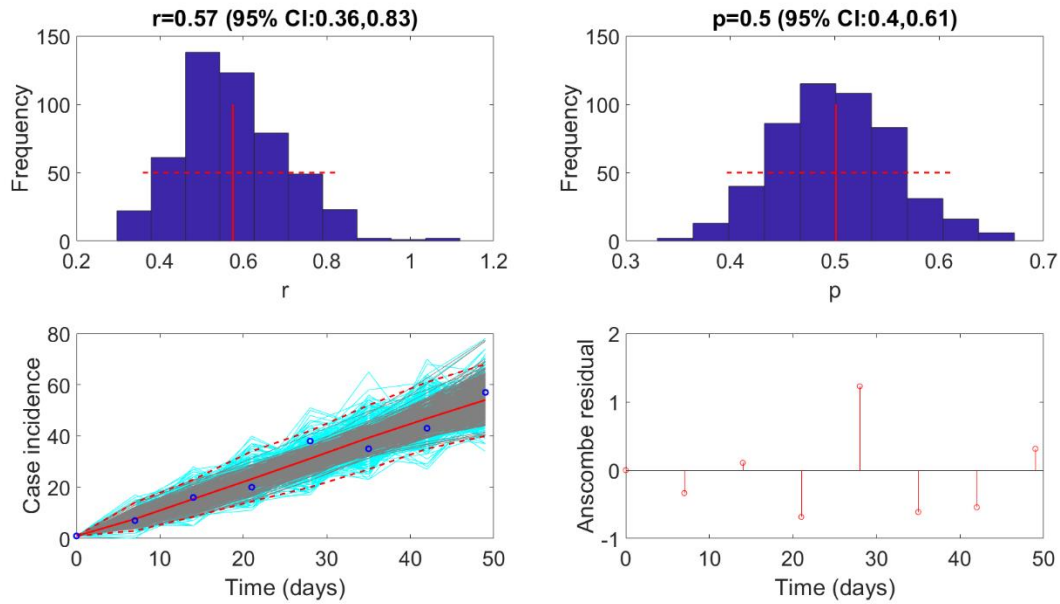 r=0.57 (95% CI:0.36,0.83)
150
100
50
0
Frequency
0.2 0.4 0.6 0.8 1 1.2
r
p=0.5 (95% CI:0.4,0.61)
150
100
50
0
Frequency
0.3 0.4 0.5 0.6 0.7
p
80
60
40
20
0
Case incidence
0 10 20 30 40 50
Time (days)
2
1
0
-1
Anscombe residual
0 10 20 30 40 50
Time (days)